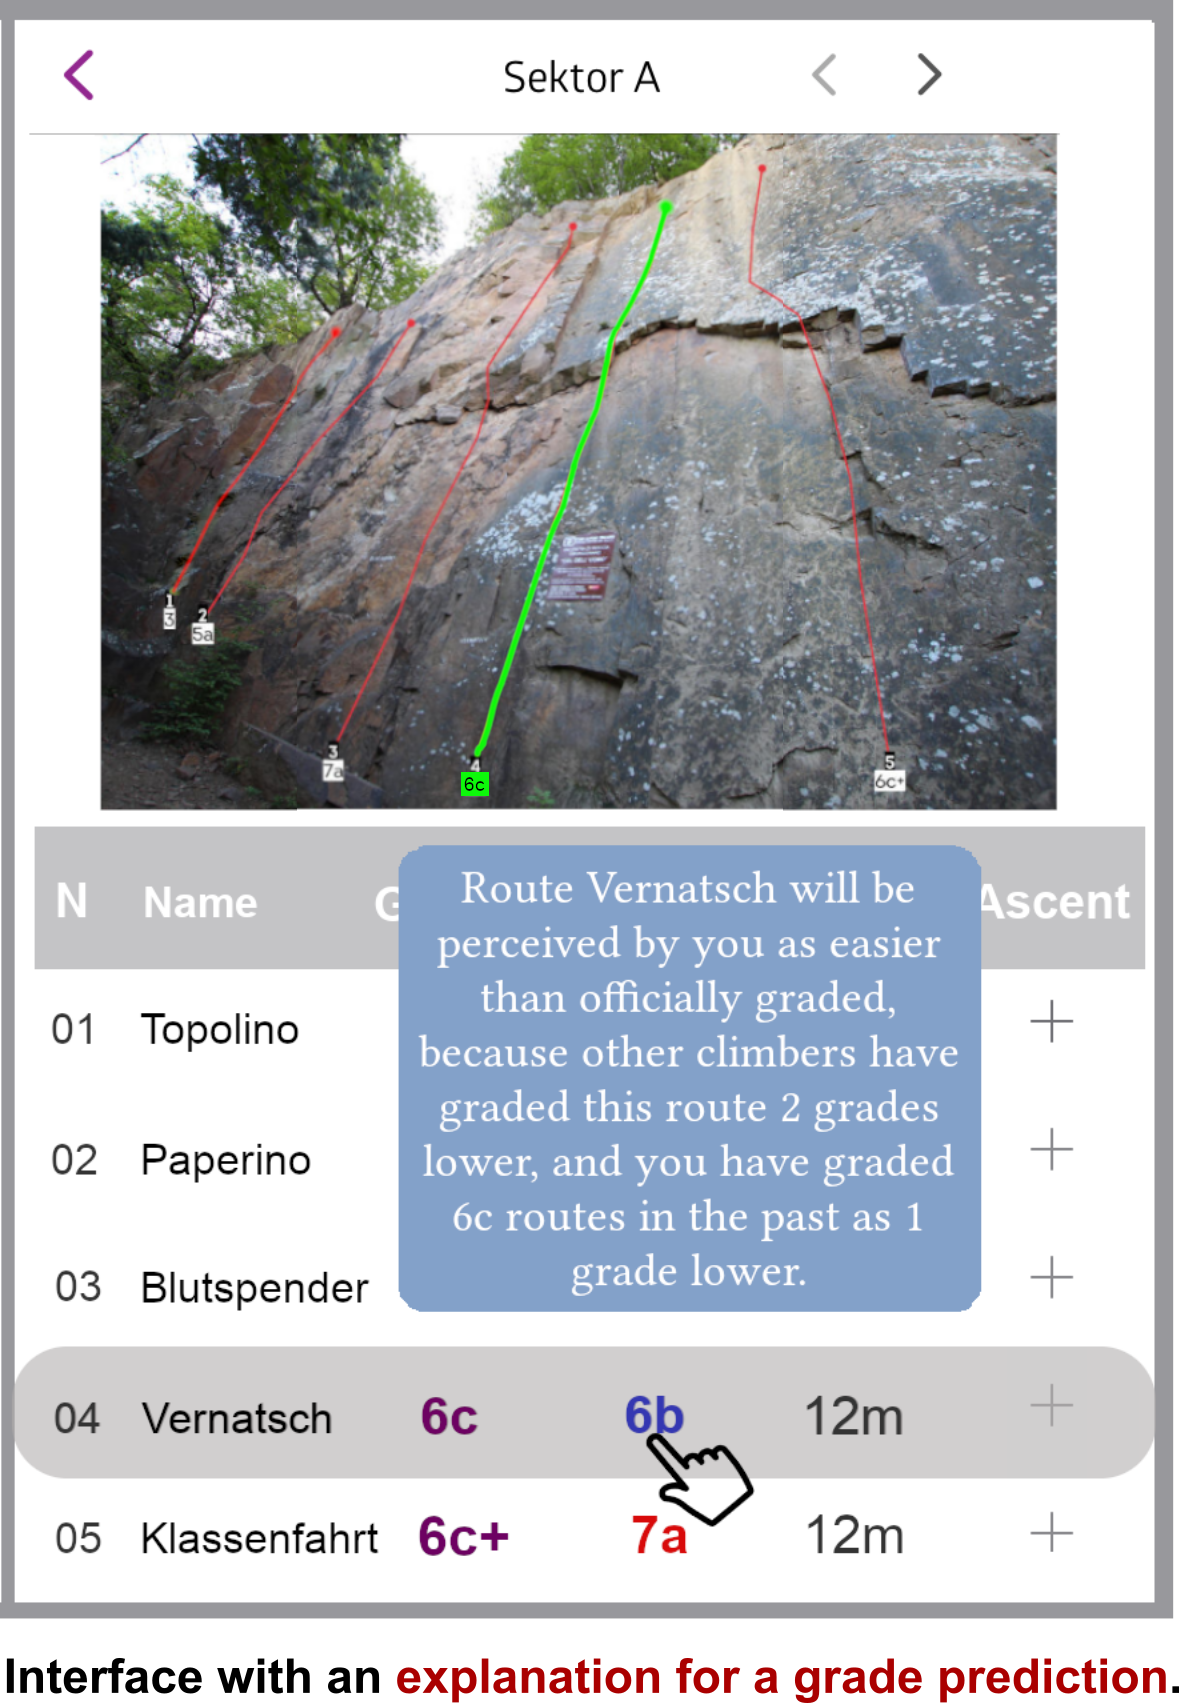 Sektor A
1
3
2
5a
3
7a
4
6c
5
6c+
N Name G Ascent
Route Vernatsch will be
perceived by you as easier
than officially graded,
because other climbers have
graded this route 2 grades
lower, and you have graded
6c routes in the past as 1
grade lower.
01 Topolino +
02 Paperino +
03 Blutspender +
04 Vernatsch 6c 6b 12m +
05 Klassenfahrt 6c+ 7a 12m +
Interface with an explanation for a grade prediction.